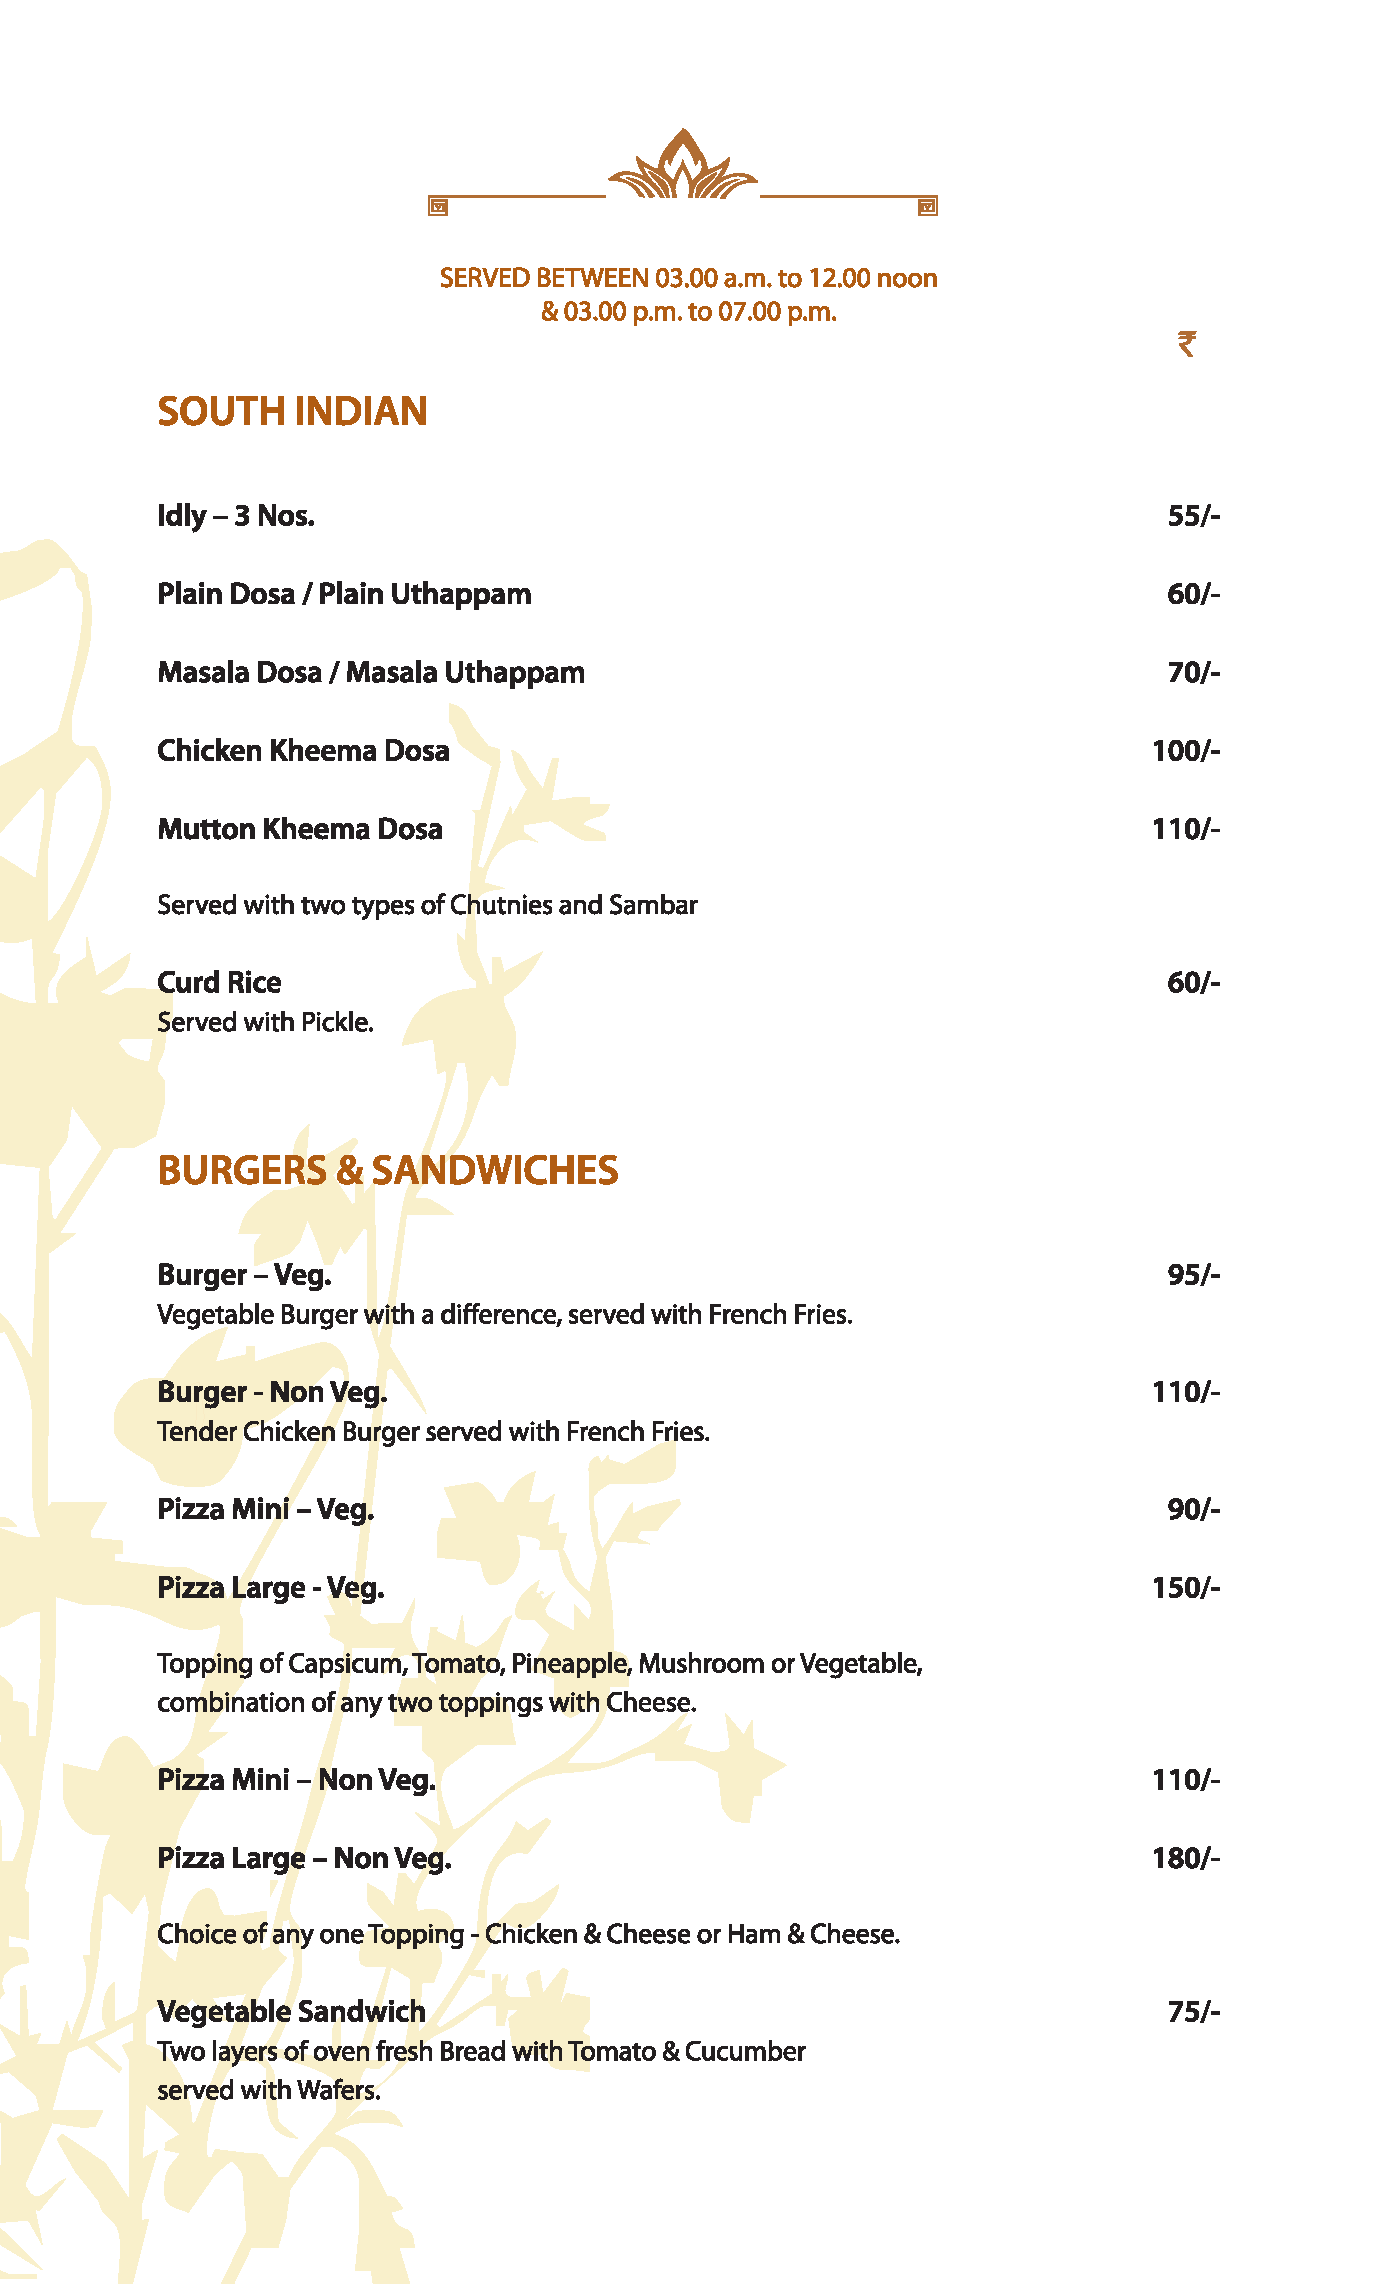 SERVED BETWEEN 03.00 a.m. to 12.00 noon
& 03.00 p.m. to 07.00 p.m.
₹
SOUTH INDIAN
Idly – 3 Nos. 55/-
Plain Dosa / Plain Uthappam 60/-
Masala Dosa / Masala Uthappam 70/-
Chicken Kheema Dosa 100/-
Mutton Kheema Dosa 110/-
Served with two types of Chutnies and Sambar
Curd Rice 60/-
Served with Pickle.
BURGERS & SANDWICHES
Burger – Veg. 95/-
Vegetable Burger with a difference, served with French Fries.
Burger - Non Veg. 110/-
Tender Chicken Burger served with French Fries.
Pizza Mini – Veg. 90/-
Pizza Large - Veg. 150/-
Topping of Capsicum, Tomato, Pineapple, Mushroom or Vegetable,
combination of any two toppings with Cheese.
Pizza Mini – Non Veg. 110/-
Pizza Large – Non Veg. 180/-
Choice of any one Topping - Chicken & Cheese or Ham & Cheese.
Vegetable Sandwich 75/-
Two layers of oven fresh Bread with Tomato & Cucumber
served with Wafers.